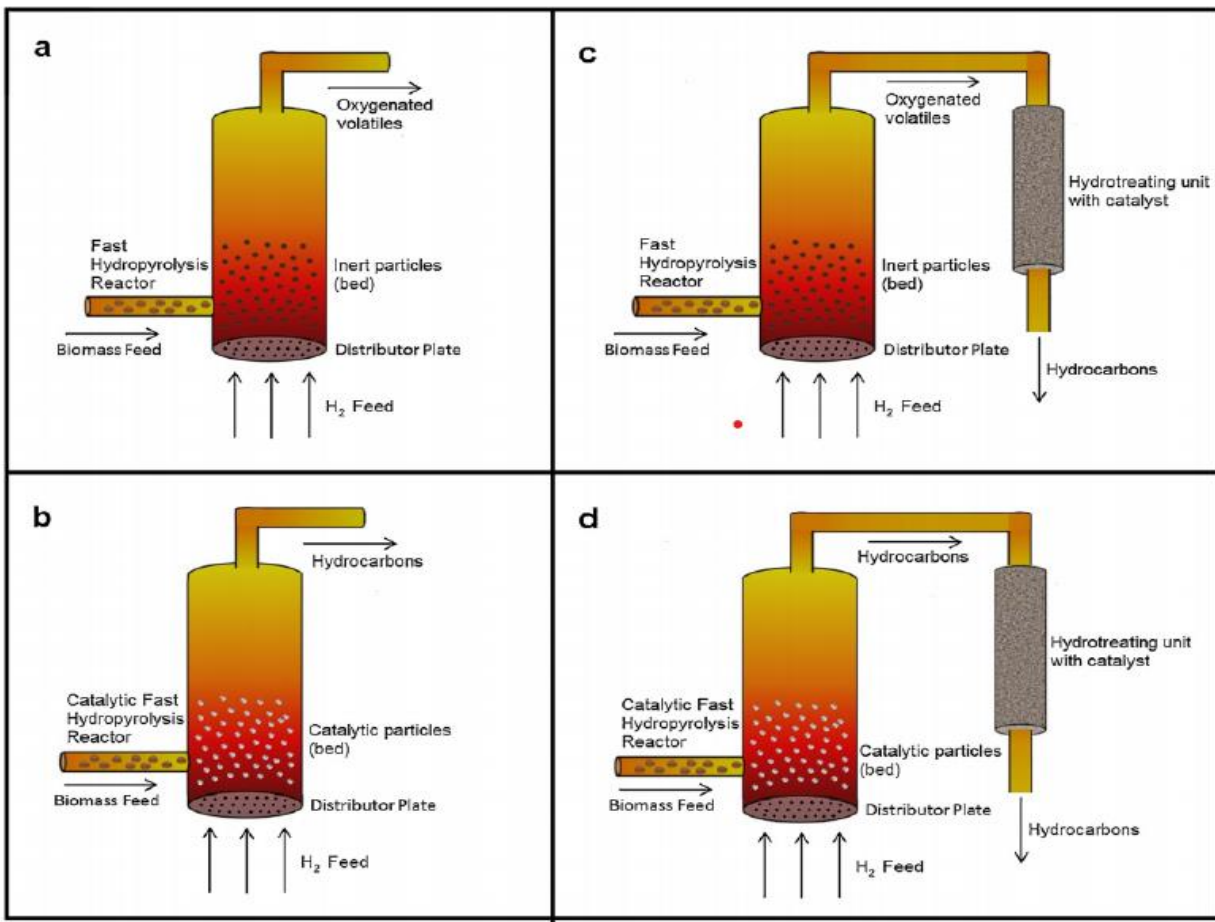 a
Oxygenated
volatiles
Fast
Hydropyrolysis
Reactor
Inert particles
(bed)
Biomass Feed
Distributor Plate
H₂ Feed
c
Oxygenated
volatiles
Hydrotreating unit
with catalyst
Fast
Hydropyrolysis
Reactor
Inert particles
(bed)
Biomass Feed
Distributor Plate
Hydrocarbons
H₂ Feed
b
Hydrocarbons
Catalytic Fast
Hydropyrolysis
Reactor
Catalytic particles
(bed)
Biomass Feed
Distributor Plate
H₂ Feed
d
Hydrocarbons
Hydrotreating unit
with catalyst
Catalytic Fast
Hydropyrolysis
Reactor
Catalytic particles
(bed)
Biomass Feed
Distributor Plate
Hydrocarbons
H₂ Feed